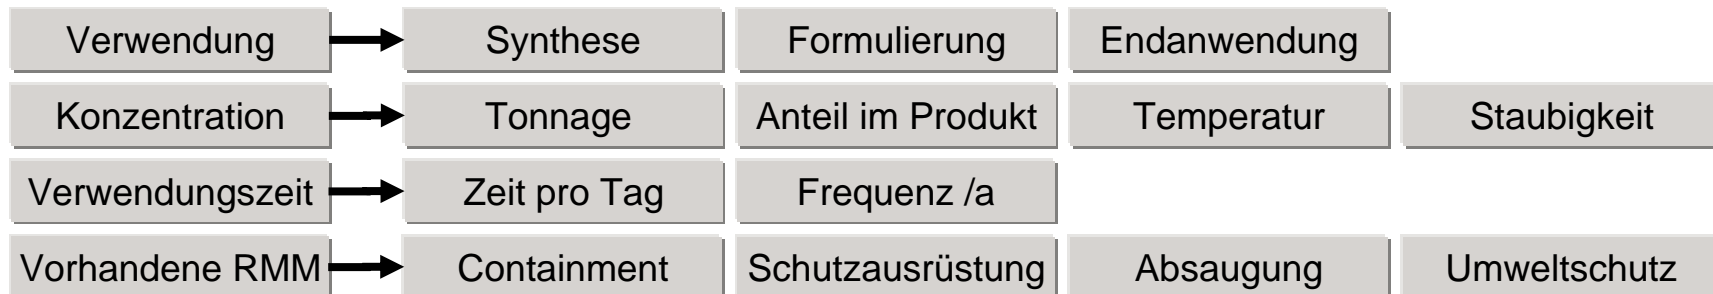 Verwendung Synthese Formulierung Endanwendung
Konzentration Tonnage Anteil im Produkt Temperatur Staubigkeit
Verwendungszeit Zeit pro Tag Frequenz /a
Vorhandene RMM Containment Schutzausrüstung Absaugung Umweltschutz